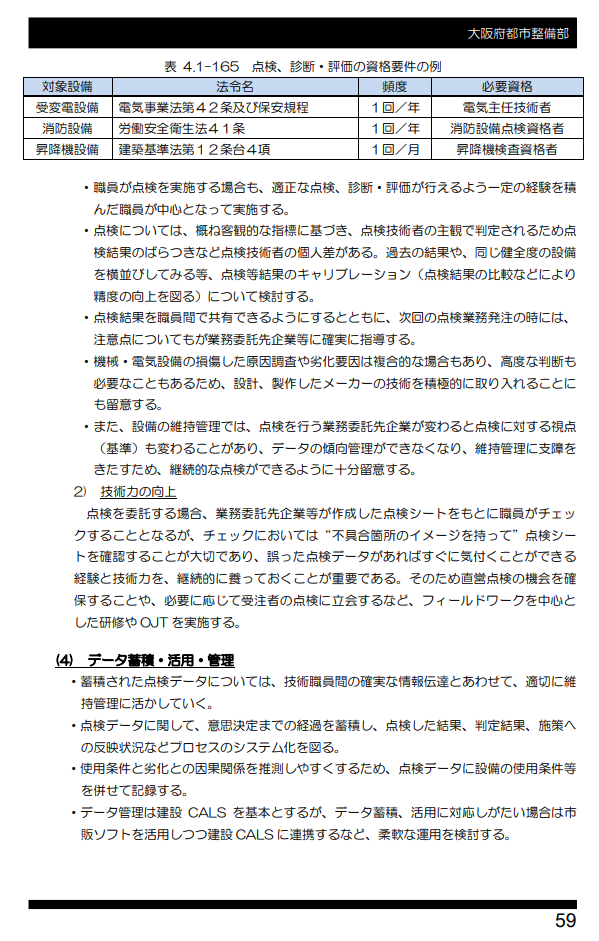 大阪府都市整備部
表 4.1-165　点検、診断・評価の資格要件の例
対象設備　法令名　頻度　必要資格
受変電設備　電気事業法第４２条及び保安規程　１回／年　電気主任技術者
消防設備　労働安全衛生法４１条　１回／年　消防設備点検資格者
昇降機設備　建築基準法第１２条台４項　１回／月　昇降機検査資格者
・職員が点検を実施する場合も、適正な点検、診断・評価が行えるよう一定の経験を積
んだ職員が中心となって実施する。
・点検については、概ね客観的な指標に基づき、点検技術者の主観で判定されるため点
検結果のばらつきなど点検技術者の個人差がある。過去の結果や、同じ健全度の設備
を横並びしてみる等、点検等結果のキャリブレーション（点検結果の比較などにより
精度の向上を図る）について検討する。
・点検結果を職員間で共有できるようにするとともに、次回の点検業務発注の時には、
注意点についてもが業務委託先企業等に確実に指導する。
・機械・電気設備の損傷した原因調査や劣化要因は複合的な場合もあり、高度な判断も
必要なこともあるため、設計、製作したメーカーの技術を積極的に取り入れることに
も留意する。
・また、設備の維持管理では、点検を行う業務委託先企業が変わると点検に対する視点
（基準）も変わることがあり、データの傾向管理ができなくなり、維持管理に支障を
きたすため、継続的な点検ができるように十分留意する。
2)　技術力の向上
点検を委託する場合、業務委託先企業等が作成した点検シートをもとに職員がチェッ
クすることとなるが、チェックにおいては“不具合箇所のイメージを持って”点検シー
トを確認することが大切であり、誤った点検データがあればすぐに気付くことができる
経験と技術力を、継続的に養っておくことが重要である。そのため直営点検の機会を確
保することや、必要に応じて受注者の点検に立会するなど、フィールドワークを中心と
した研修や OJT を実施する。
(4)　データ蓄積・活用・管理
・蓄積された点検データについては、技術職員間の確実な情報伝達とあわせて、適切に維
持管理に活かしていく。
・点検データに関して、意思決定までの経過を蓄積し、点検した結果、判定結果、施策へ
の反映状況などプロセスのシステム化を図る。
・使用条件と劣化との因果関係を推測しやすくするため、点検データに設備の使用条件等
を併せて記録する。
・データ管理は建設 CALS を基本とするが、データ蓄積、活用に対応しがたい場合は市
販ソフトを活用しつつ建設 CALS に連携するなど、柔軟な運用を検討する。
59